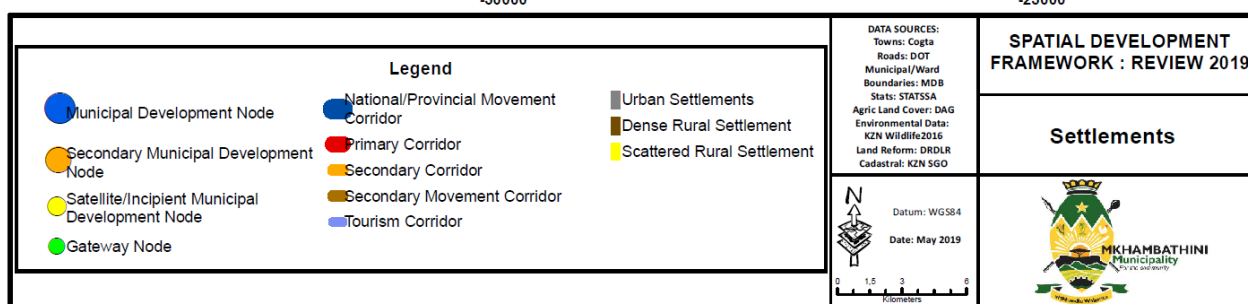 -30000
-25000
Legend
Municipal Development Node
Secondary Municipal Development
Node
Satellite/Incipient Municipal
Development Node
Gateway Node
National/Provincial Movement
Corridor
Primary Corridor
Secondary Corridor
Secondary Movement Corridor
Tourism Corridor
Urban Settlements
Dense Rural Settlement
Scattered Rural Settlement
DATA SOURCES:
Towns: Cogta
Roads: DOT
Municipal/Ward
Boundaries: MDB
Stats: STATSSA
Agric Land Cover: DAG
Environmental Data:
KZN Wildlife2016
Land Reform: DRDLR
Cadastral: KZN SGO
N
Datum: WGS84
Date: May 2019
0 1,5 3 6
Kilometers
SPATIAL DEVELOPMENT
FRAMEWORK : REVIEW 2019
Settlements
MKHAMBATHINI
Municipality